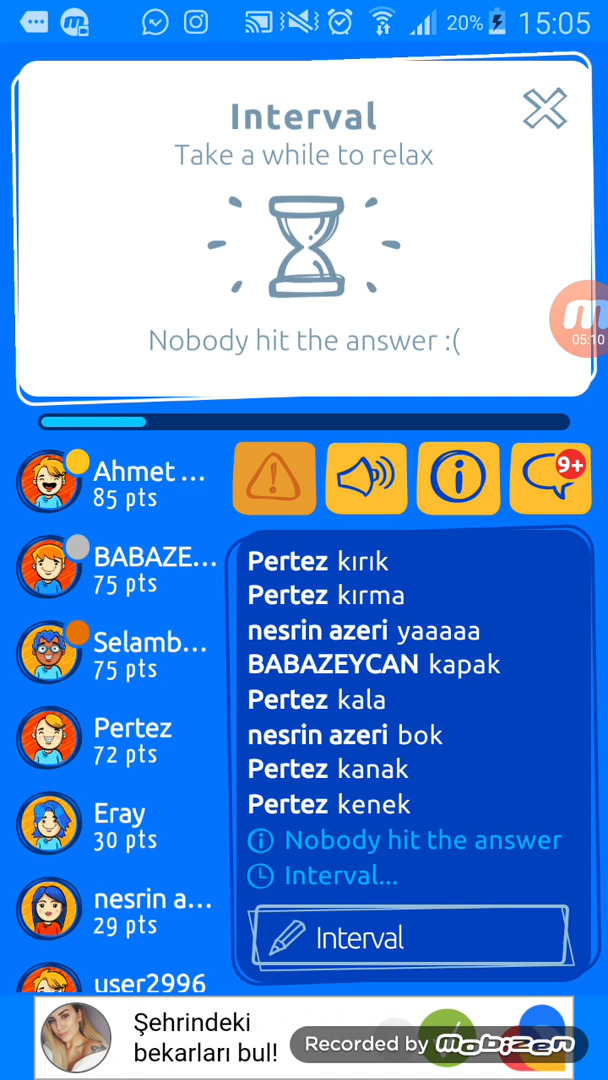 20% 15:05
Interval
Take a while to relax
Nobody hit the answer :(
05:10
Ahmet ...
85 pts
BABAZE...
75 pts
Selamb...
75 pts
Pertez
72 pts
Eray
30 pts
nesrin a...
29 pts
user2996
9+
Pertez kırık
Pertez kırma
nesrin azeri yaaaaa
BABAZEYCAN kapak
Pertez kala
nesrin azeri bok
Pertez kanak
Pertez kenek
Nobody hit the answer
Interval...
Interval
Şehrindeki
bekarları bul!
Recorded by mobizen